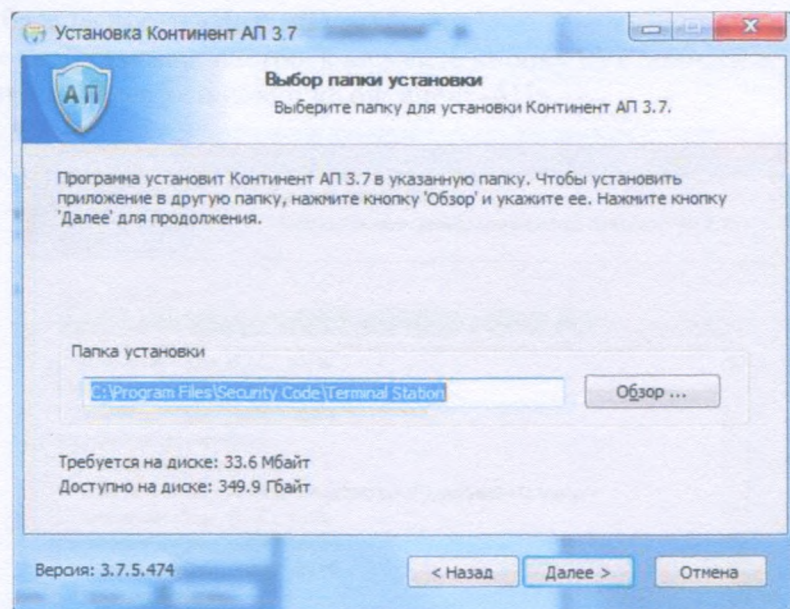 Установка Континент АП 3.7
АП
Выбор папки установки
Выберите папку для установки Континент АП 3.7.
Программа установит Континент АП 3.7 в указанную папку. Чтобы установить
приложение в другую папку, нажмите кнопку 'Обзор' и укажите ее. Нажмите кнопку
'Далее' для продолжения.
Папка установки
C:\Program Files\Security Code\Terminal Station
Обзор ...
Требуется на диске: 33.6 Мбайт
Доступно на диске: 349.9 Гбайт
Версия: 3.7.5.474
< Назад
Далее >
Отмена